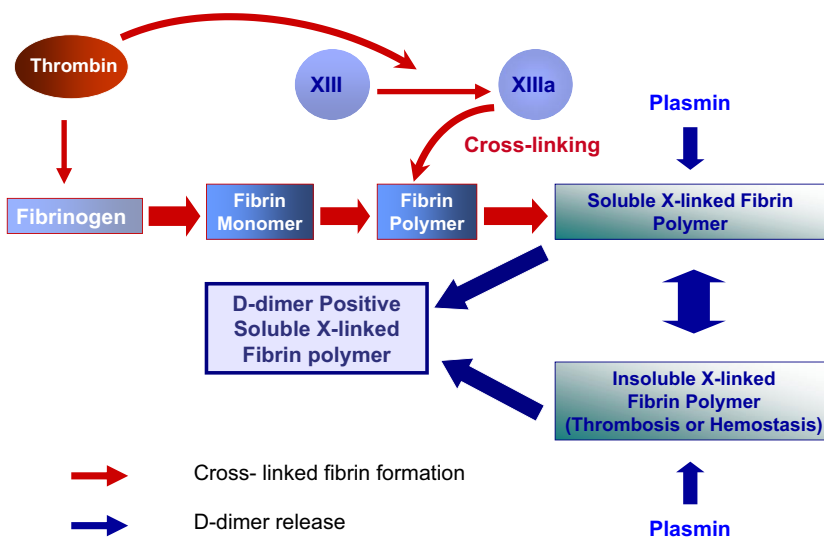 Thrombin
XIII
XIIIa
Plasmin
Cross-linking
Fibrinogen
Fibrin
Monomer
Fibrin
Polymer
Soluble X-linked Fibrin
Polymer
D-dimer Positive
Soluble X-linked
Fibrin polymer
Insoluble X-linked
Fibrin Polymer
(Thrombosis or Hemostasis)
Cross- linked fibrin formation
D-dimer release
Plasmin